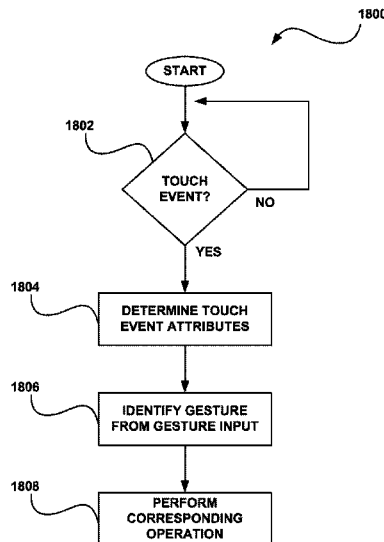 1800
START
1802
TOUCH
EVENT?
NO
YES
1804
DETERMINE TOUCH
EVENT ATTRIBUTES
1806
IDENTIFY GESTURE
FROM GESTURE INPUT
1808
PERFORM
CORRESPONDING
OPERATION